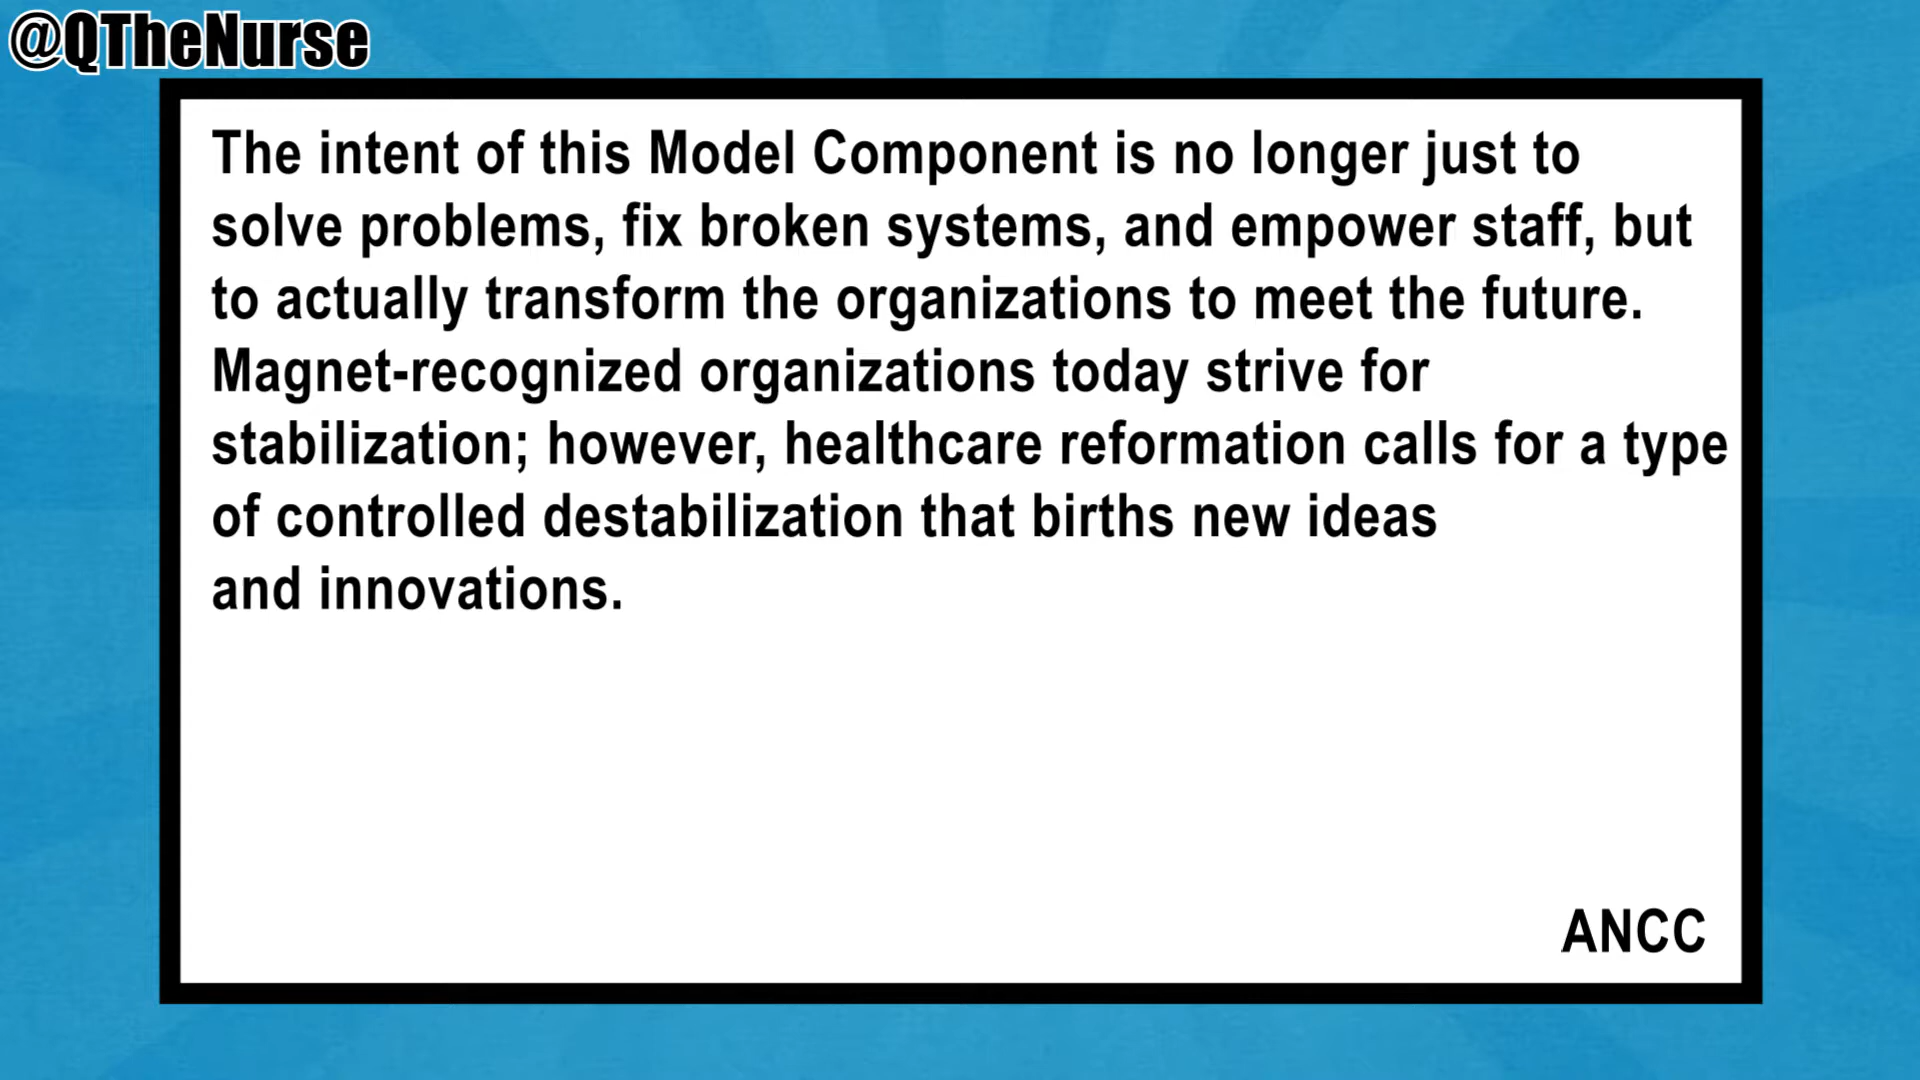 @QTheNurse
The intent of this Model Component is no longer just to
solve problems, fix broken systems, and empower staff, but
to actually transform the organizations to meet the future.
Magnet-recognized organizations today strive for
stabilization; however, healthcare reformation calls for a type
of controlled destabilization that births new ideas
and innovations.
ANCC